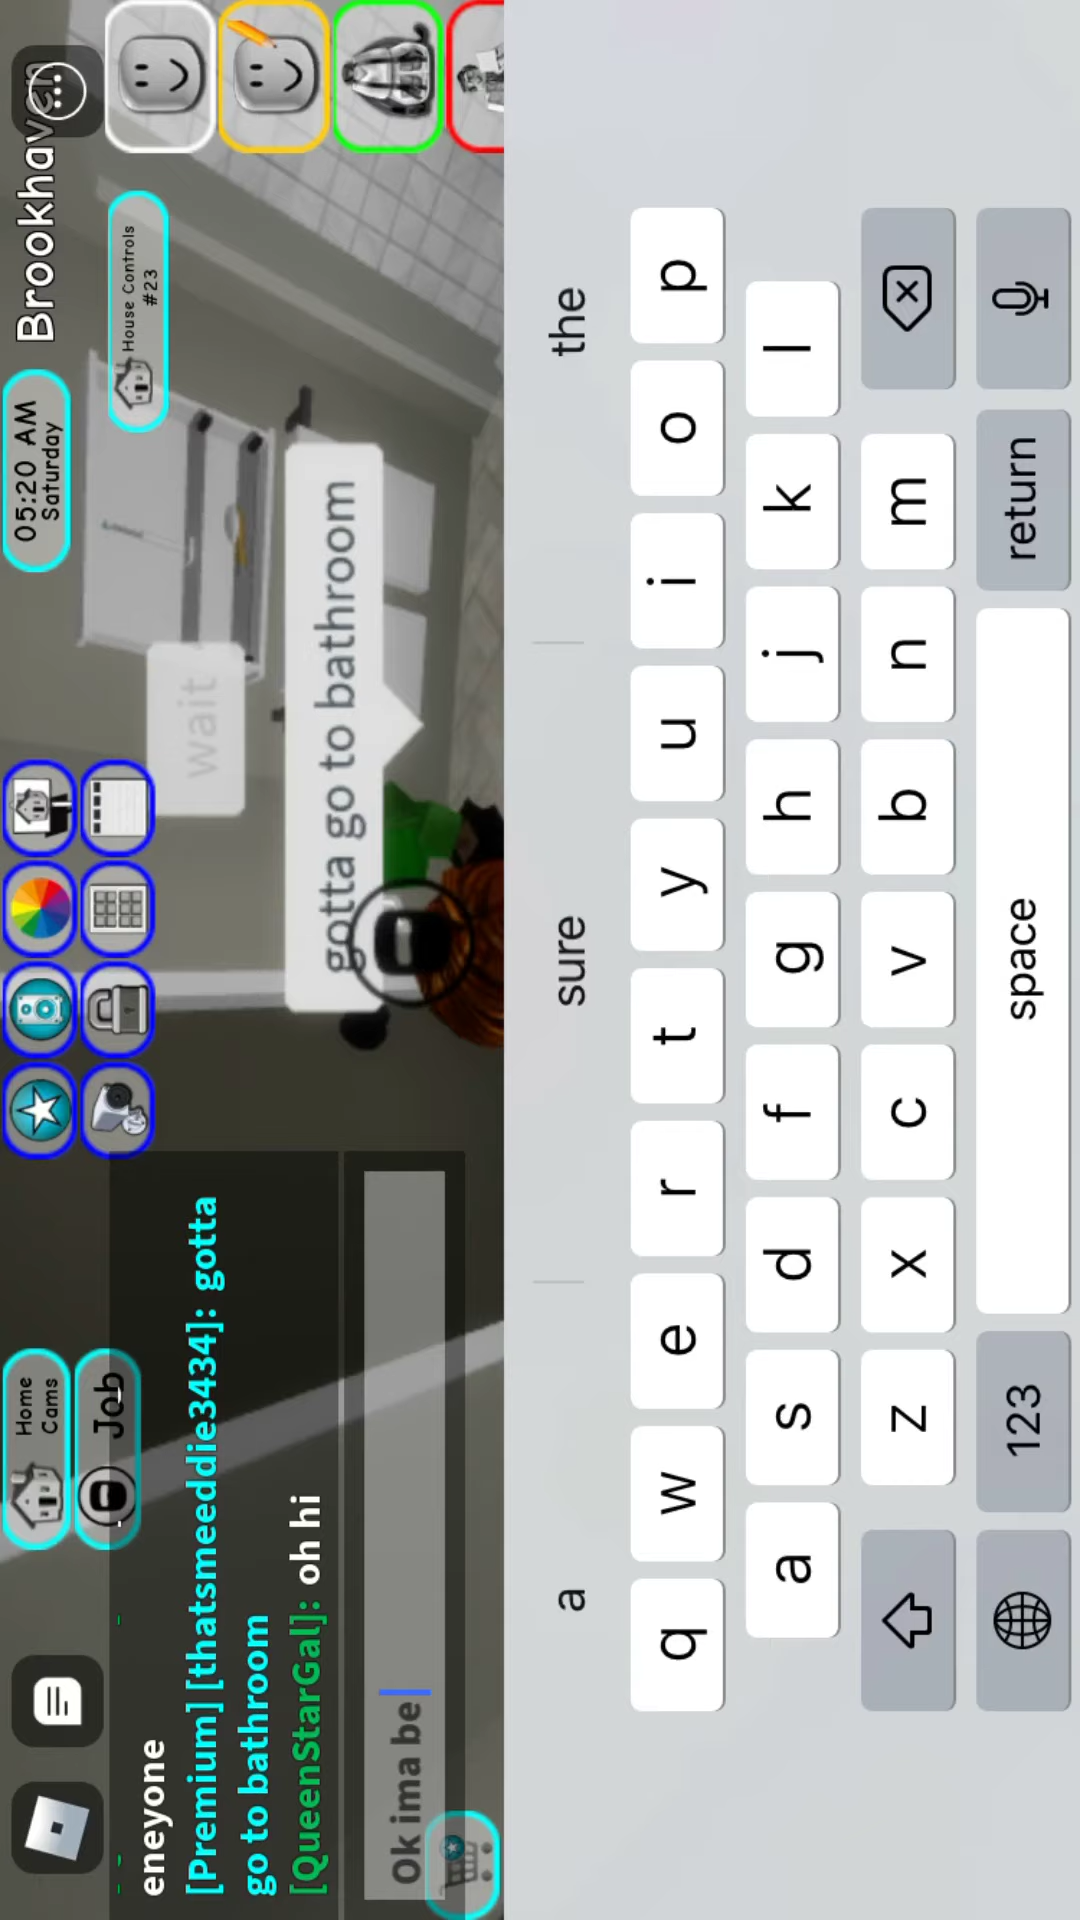 Home
Cams
Job
05:20 AM
Saturday
Brookhaven
House Controls
#23
wait
gotta go to bathroom
eneyone
[Premium] [thatsmeeddie3434]: gotta
go to bathroom
[QueenStarGal]: oh hi
Ok ima be
a sure the
q w e r t y u i o p
a s d f g h j k l
z x c v b n m
123 space return